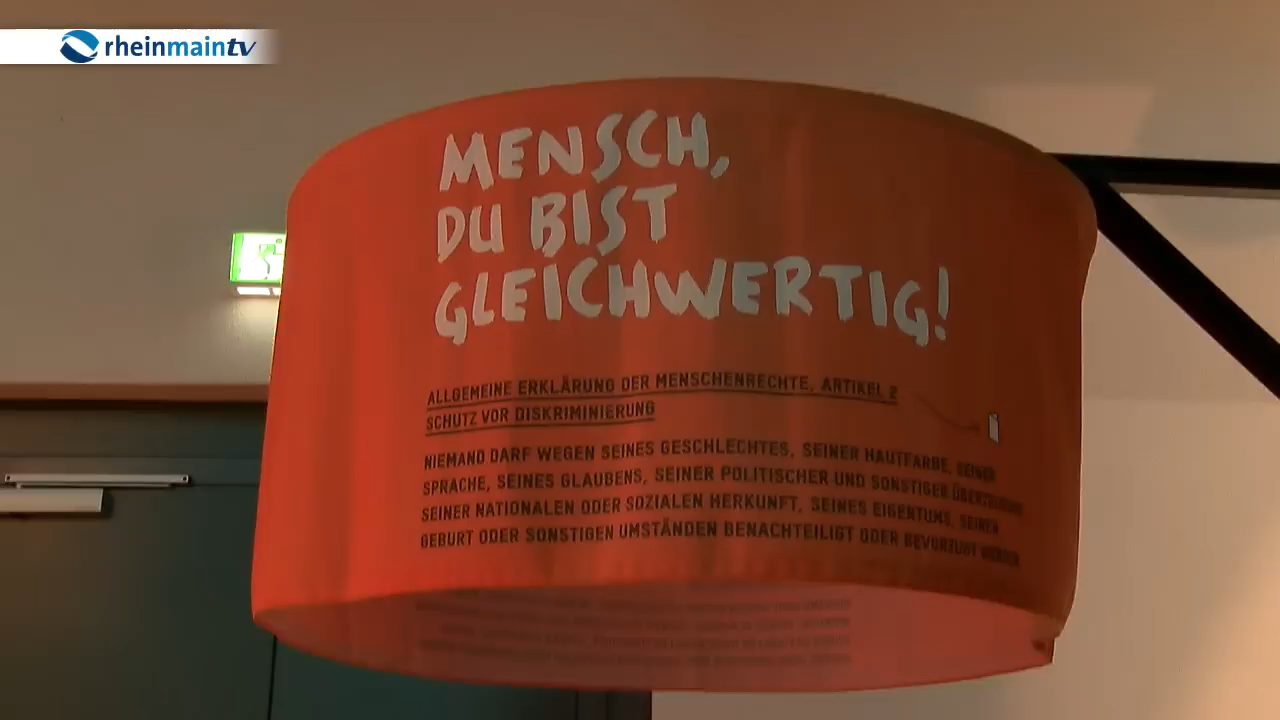 rheinmaintv
MENSCH,
DU BIST
GLEICHWERTIG!
ALLGEMEINE ERKLÄRUNG DER MENSCHENRECHTE, ARTIKEL 2
SCHUTZ VOR DISKRIMINIERUNG
NIEMAND DARF WEGEN SEINES GESCHLECHTES, SEINER HAUTFARBE, SEINER
SPRACHE, SEINES GLAUBENS, SEINER POLITISCHER UND SONSTIGER ÜBERZEUGUNG
SEINER NATIONALEN ODER SOZIALEN HERKUNFT, SEINES EIGENTUMS, SEINER
GEBURT ODER SONSTIGEN UMSTÄNDEN BENACHTEILIGT ODER BEVORZUGT WERDEN